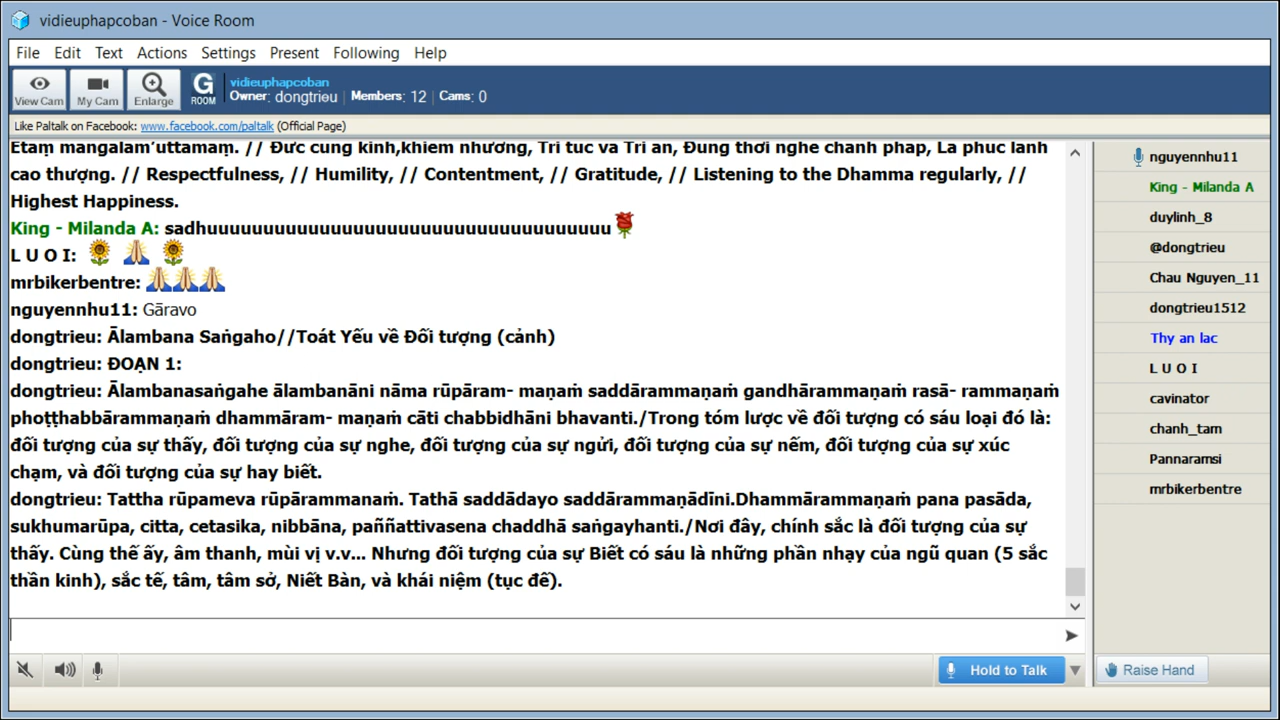 vidieuphapcoban - Voice Room
File Edit Text Actions Settings Present Following Help
View Cam My Cam Enlarge G ROOM
vidieuphapcoban
Owner: dongtrieu | Members: 12 | Cams: 0
Like Paltalk on Facebook: www.facebook.com/paltalk (Official Page)
Etaṃ mangalam’uttamaṃ. // Đức cung kính,khiêm nhường, Tri túc và Tri ân, Đúng thời nghe chánh pháp, Là phúc lành
cao thượng. // Respectfulness, // Humility, // Contentment, // Gratitude, // Listening to the Dhamma regularly, //
Highest Happiness.
King - Milanda A: sadhuuuuuuuuuuuuuuuuuuuuuuuuuuuuuuuuuuuu
L U O I:
mrbikerbentre:
nguyennhu11: Gāravo
dongtrieu: Ālambana Saṅgaho//Toát Yếu về Đối tượng (cảnh)
dongtrieu: ĐOẠN 1:
dongtrieu: Ālambanasaṅgahe ālambanāni nāma rūpāram- maṇaṁ saddārammaṇaṁ gandhārammaṇaṁ rasā- rammaṇaṁ
phoṭṭhabbārammaṇaṁ dhammāram- maṇaṁ cāti chabbidhāni bhavanti./Trong tóm lược về đối tượng có sáu loại đó là:
đối tượng của sự thấy, đối tượng của sự nghe, đối tượng của sự ngửi, đối tượng của sự nếm, đối tượng của sự xúc
chạm, và đối tượng của sự hay biết.
dongtrieu: Tattha rūpameva rūpārammanaṁ. Tathā saddādayo saddārammaṇādīni.Dhammārammaṇaṁ pana pasāda,
sukhumarūpa, citta, cetasika, nibbāna, paññattivasena chaddhā saṅgayhanti./Nơi đây, chính sắc là đối tượng của sự
thấy. Cùng thế ấy, âm thanh, mùi vị v.v... Nhưng đối tượng của sự Biết có sáu là những phần nhạy của ngũ quan (5 sắc
thần kinh), sắc tế, tâm, tâm sở, Niết Bàn, và khái niệm (tục đế).
nguyennhu11
King - Milanda A
duylinh_8
@dongtrieu
Chau Nguyen_11
dongtrieu1512
Thy an lac
L U O I
cavinator
chanh_tam
Pannaramsi
mrbikerbentre
Hold to Talk
Raise Hand